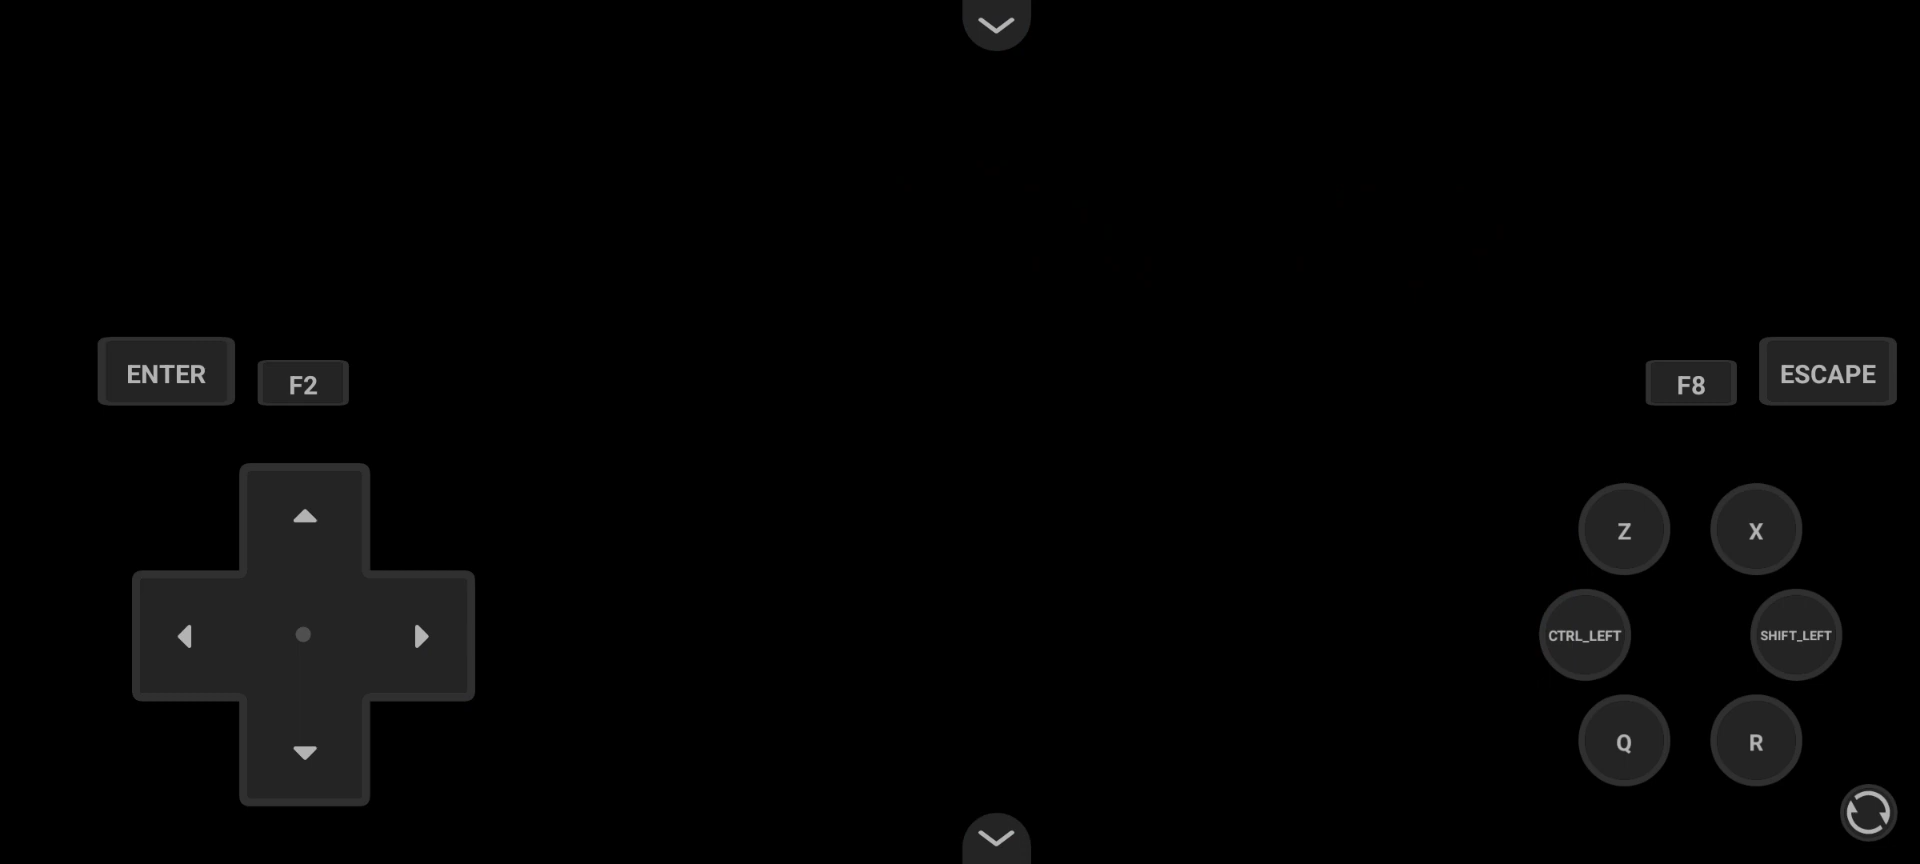 ENTER
F2
F8
ESCAPE
Z
X
CTRL_LEFT
SHIFT_LEFT
Q
R